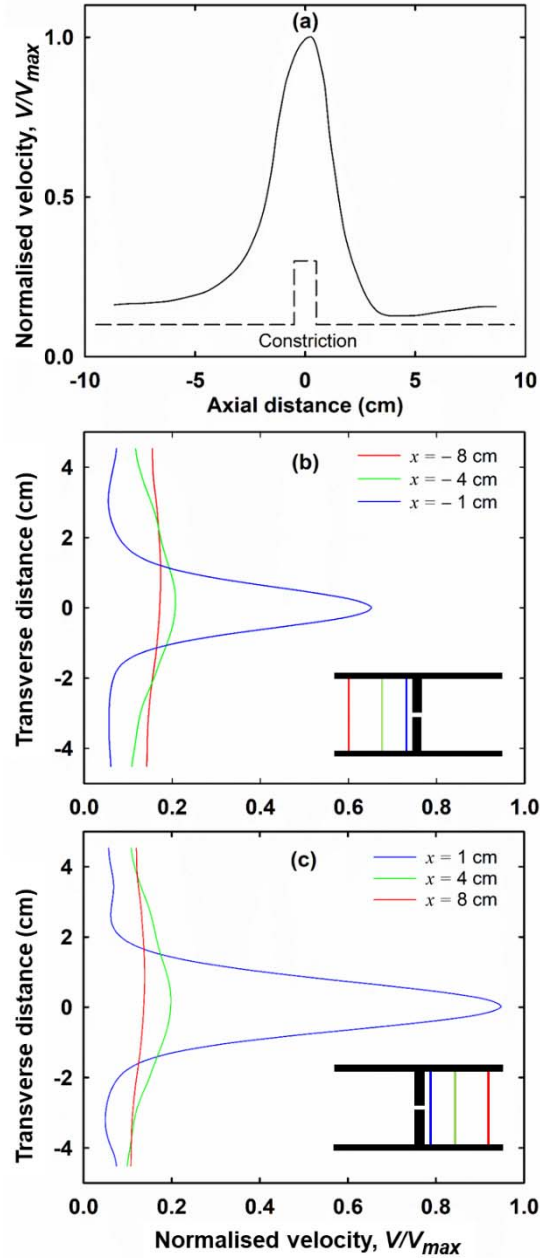 (a)
Normalised velocity, V/Vmax
1.0
0.5
0.0
Constriction
-10
-5
0
5
10
Axial distance (cm)
(b)
x = – 8 cm
x = – 4 cm
x = – 1 cm
Transverse distance (cm)
4
2
0
-2
-4
0.0
0.2
0.4
0.6
0.8
1.0
(c)
x = 1 cm
x = 4 cm
x = 8 cm
Transverse distance (cm)
4
2
0
-2
-4
0.0
0.2
0.4
0.6
0.8
1.0
Normalised velocity, V/Vmax